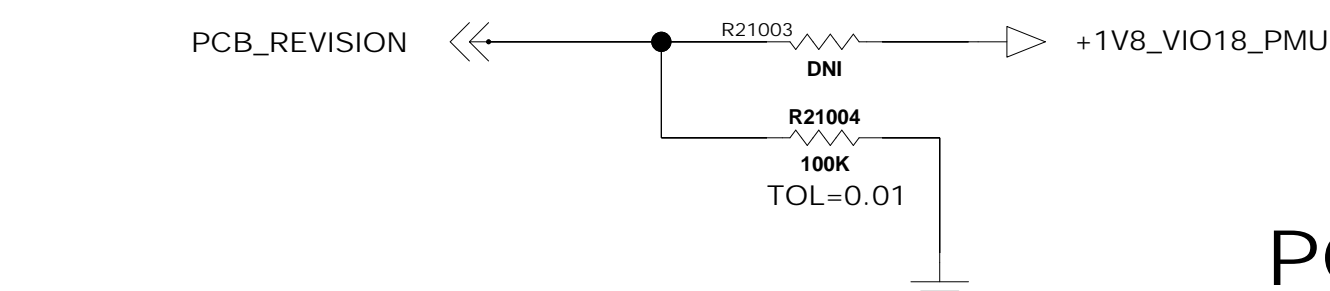 PCB_REVISION
R21003
+1V8_VIO18_PMU
DNI
R21004
100K
TOL=0.01